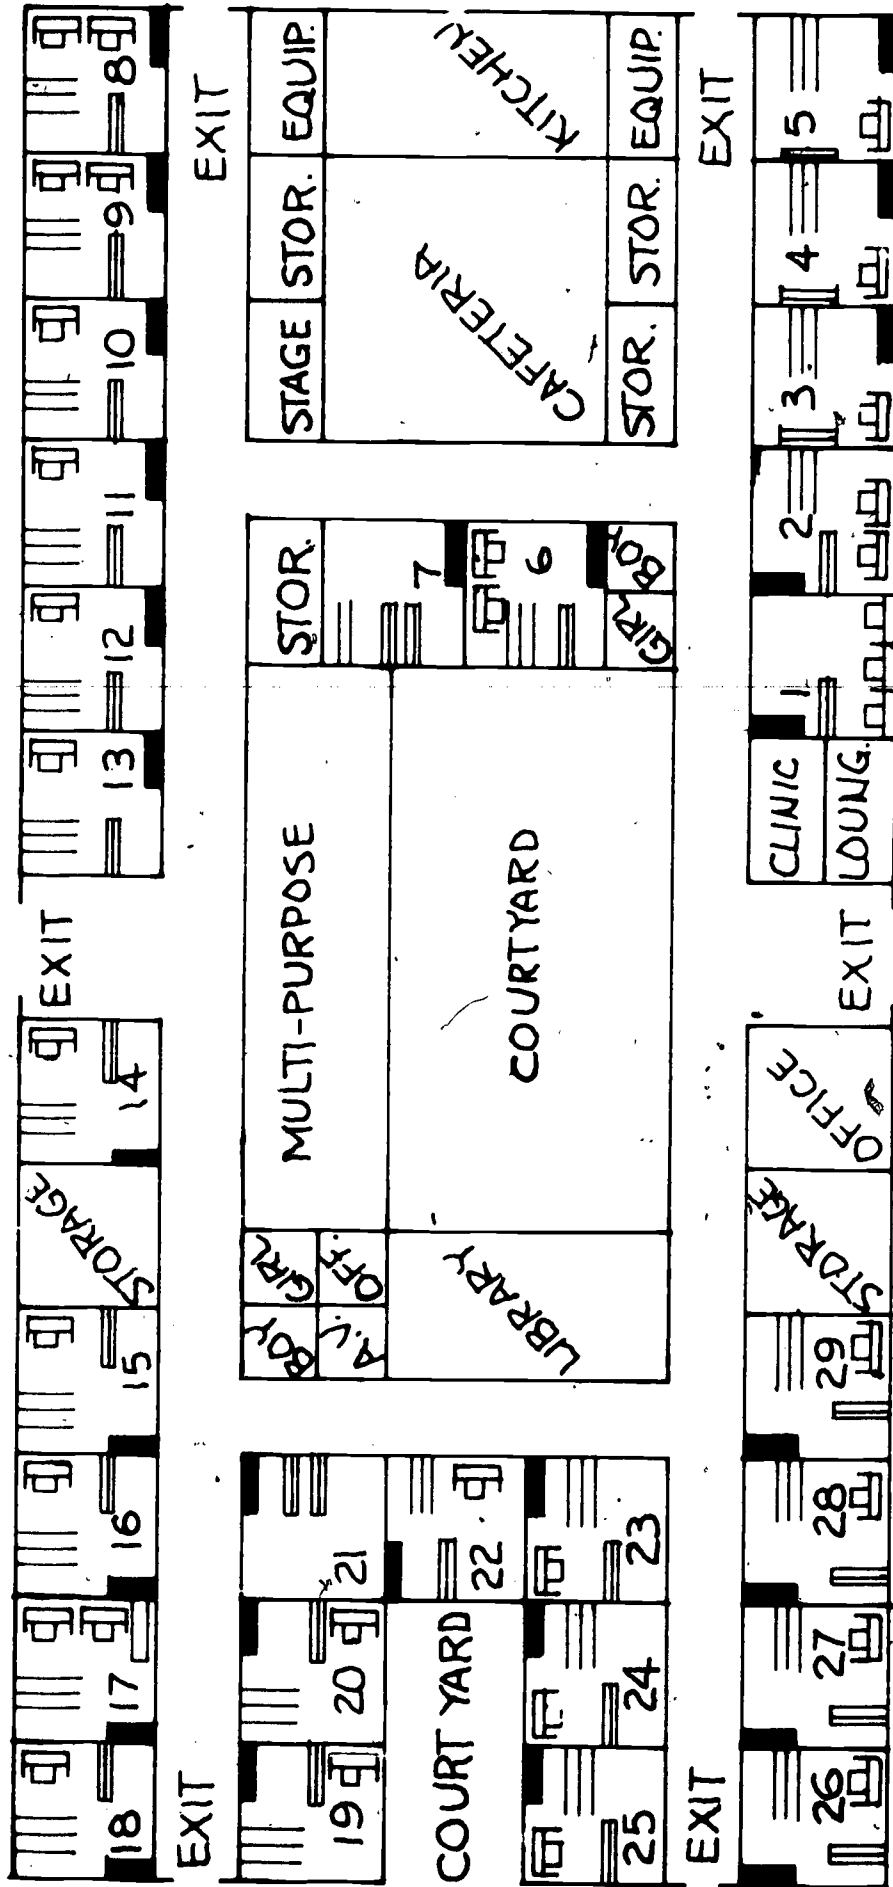 8
9
10
11
12
13
EXIT
14
STORAGE
15
16
17
18
EXIT
EQUIP.
STOR.
STAGE
KITCHEN
CAFETERIA
EQUIP.
STOR.
STOR.
STOR.
7
6
BOY
GIRL
MULTI-PURPOSE
COURTYARD
GIRL
OFF.
BOY
A.V.
LIBRARY
21
22
23
20
19
COURT YARD
24
25
EXIT
EXIT
EXIT
5
4
3
2
1
CLINIC
LOUNG.
EXIT
OFFICE
STORAGE
29
28
27
26